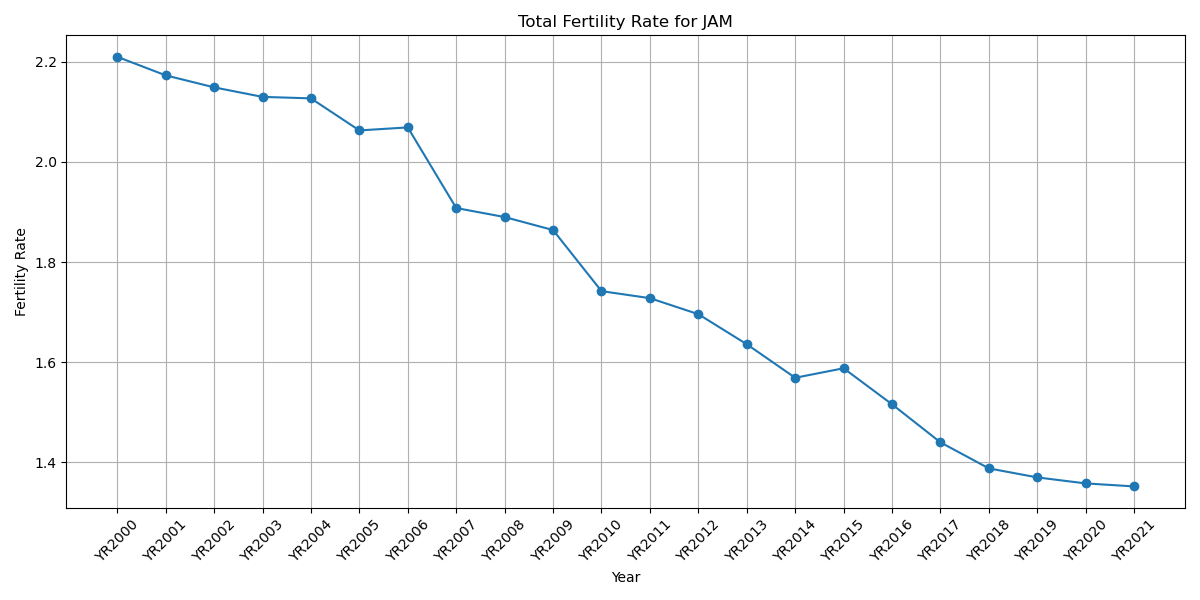 Total Fertility Rate for JAM
Fertility Rate
2.2
2.0
1.8
1.6
1.4
YR2000
YR2001
YR2002
YR2003
YR2004
YR2005
YR2006
YR2007
YR2008
YR2009
YR2010
YR2011
YR2012
YR2013
YR2014
YR2015
YR2016
YR2017
YR2018
YR2019
YR2020
YR2021
Year